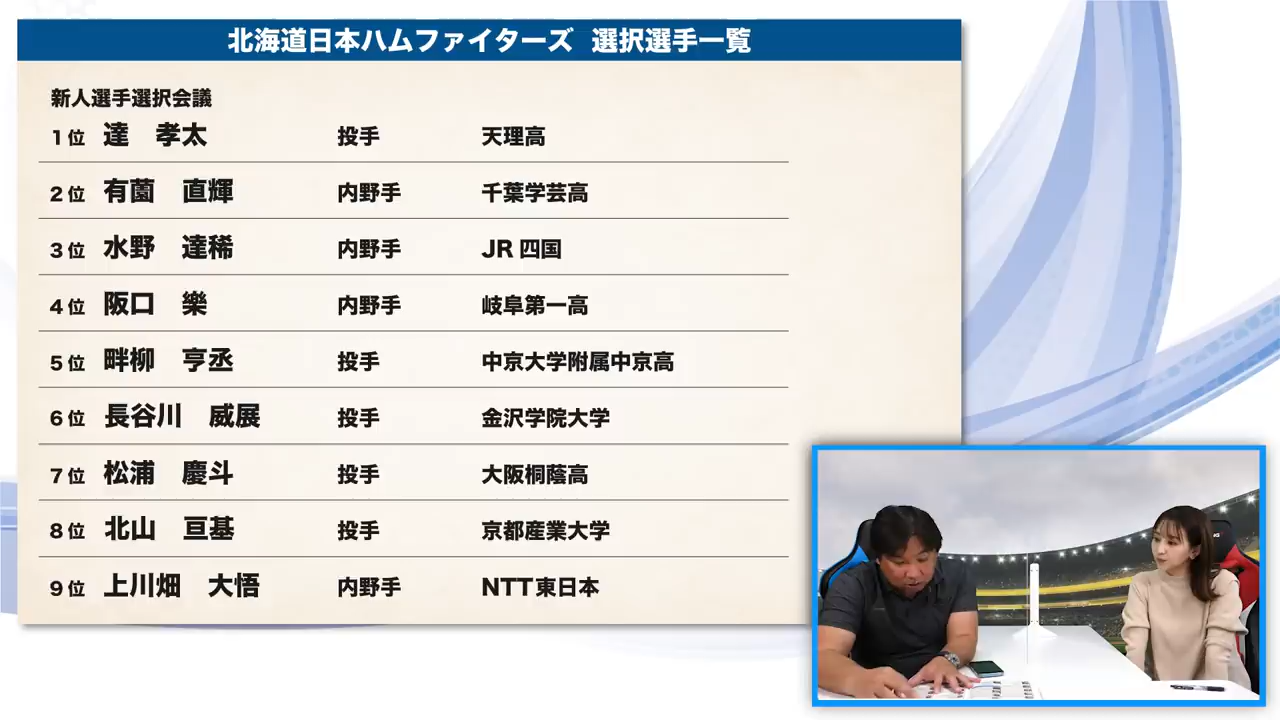 北海道日本ハムファイターズ 選択選手一覧
新人選手選択会議
1位 達 孝太 投手 天理高
2位 有薗 直輝 内野手 千葉学芸高
3位 水野 達稀 内野手 JR四国
4位 阪口 樂 内野手 岐阜第一高
5位 畔柳 亨丞 投手 中京大学附属中京高
6位 長谷川 威展 投手 金沢学院大学
7位 松浦 慶斗 投手 大阪桐蔭高
8位 北山 亘基 投手 京都産業大学
9位 上川畑 大悟 内野手 NTT東日本